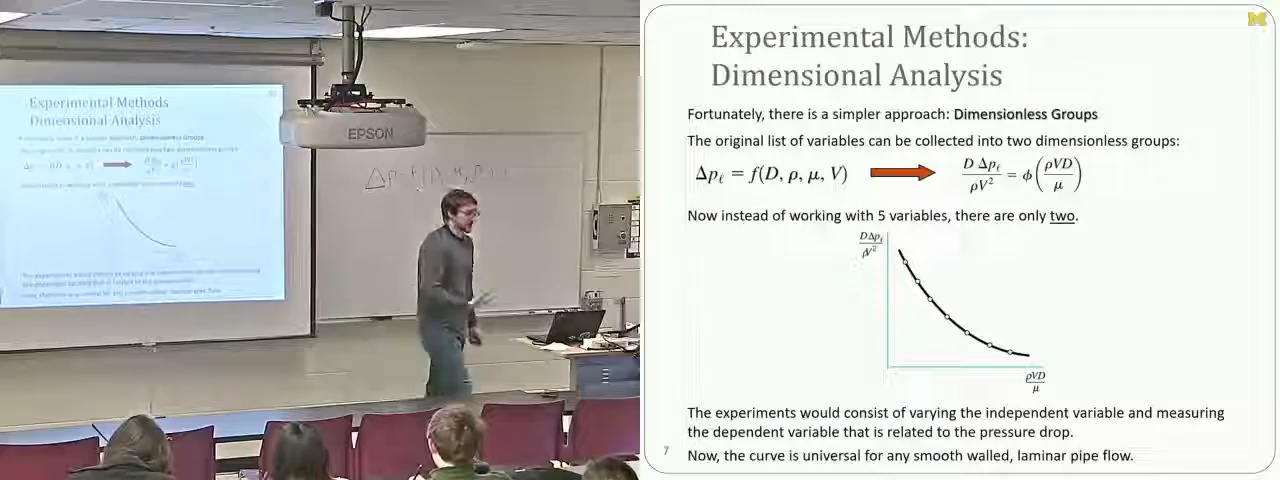 Experimental Methods
Dimensional Analysis
EPSON
Experimental Methods:
Dimensional Analysis
Fortunately, there is a simpler approach: Dimensionless Groups
The original list of variables can be collected into two dimensionless groups:
Δpℓ = f(D, ρ, μ, V) D Δpℓ / ρV² = ϕ(ρVD / μ)
Now instead of working with 5 variables, there are only two.
D Δpℓ / ρV²
ρVD / μ
The experiments would consist of varying the independent variable and measuring
the dependent variable that is related to the pressure drop.
7
Now, the curve is universal for any smooth walled, laminar pipe flow.
M